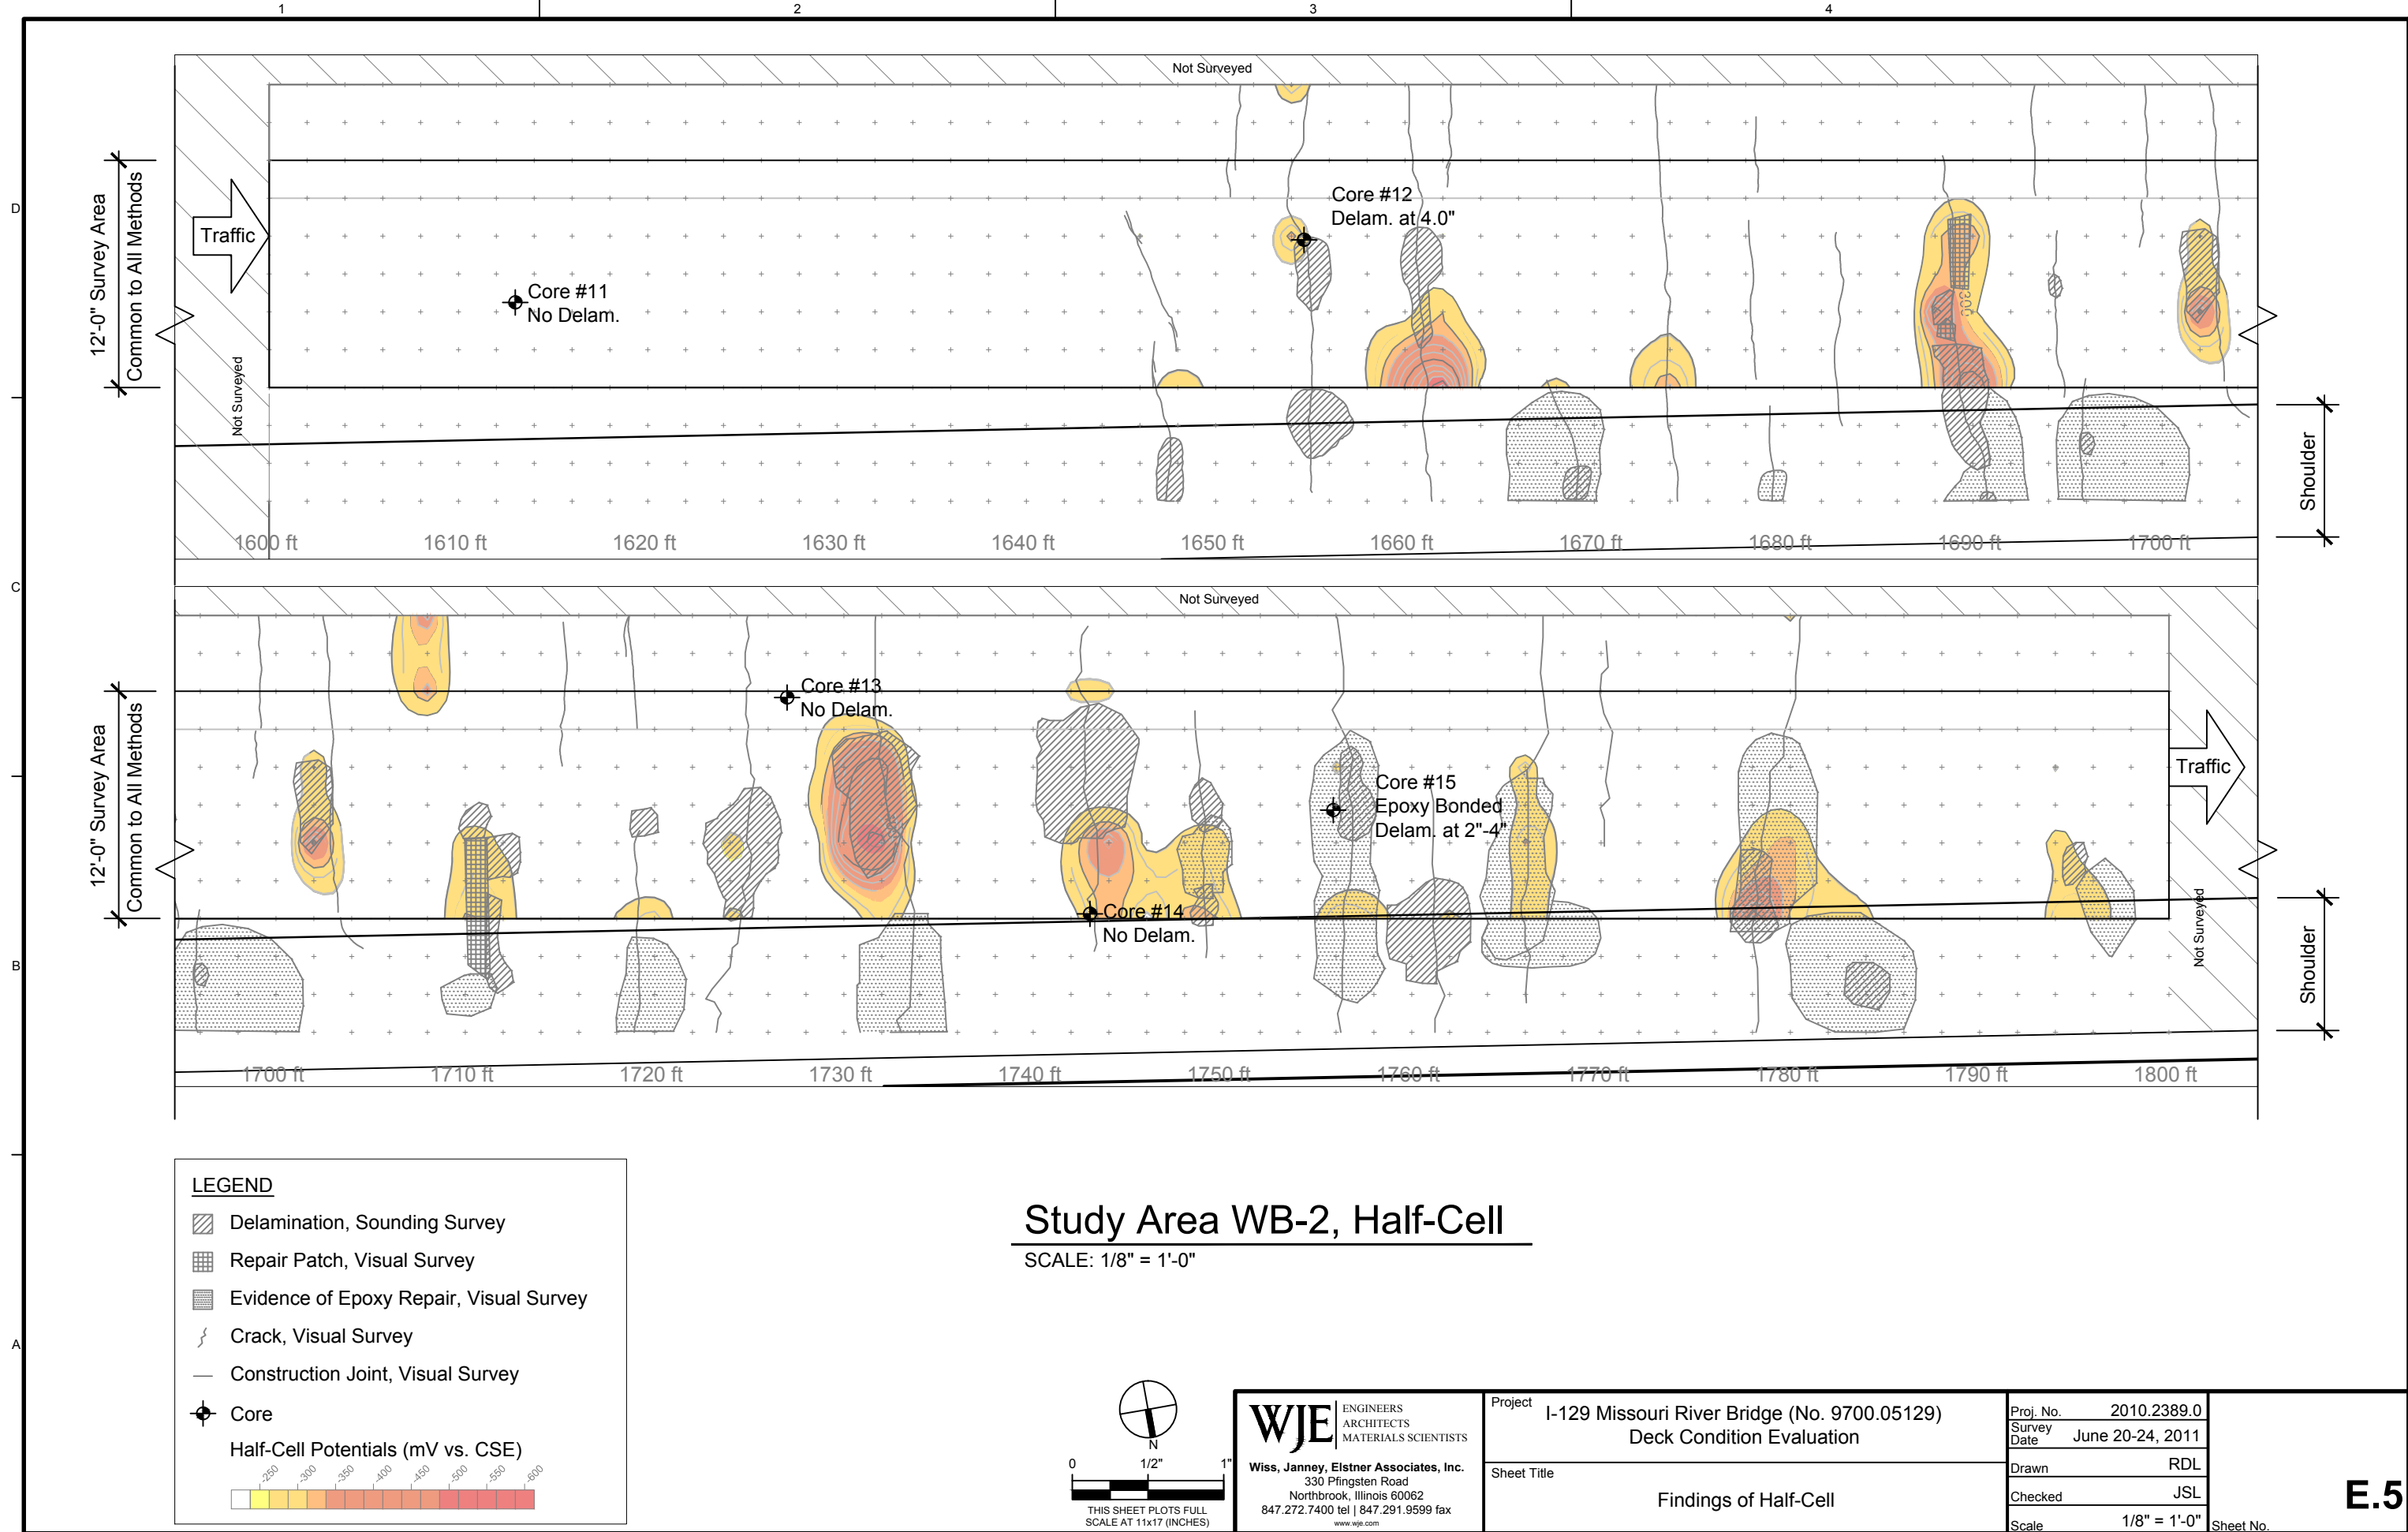 1
2
3
4
D
C
B
A
Not Surveyed
12'-0" Survey Area
Common to All Methods
Traffic
Not Surveyed
Core #11
No Delam.
Core #12
Delam. at 4.0"
300
Shoulder
1600 ft
1610 ft
1620 ft
1630 ft
1640 ft
1650 ft
1660 ft
1670 ft
1680 ft
1690 ft
1700 ft
Not Surveyed
12'-0" Survey Area
Common to All Methods
Core #13
No Delam.
Core #14
No Delam.
Core #15
Epoxy Bonded
Delam. at 2"-4"
Traffic
Not Surveyed
Shoulder
1700 ft
1710 ft
1720 ft
1730 ft
1740 ft
1750 ft
1760 ft
1770 ft
1780 ft
1790 ft
1800 ft
LEGEND
Delamination, Sounding Survey
Repair Patch, Visual Survey
Evidence of Epoxy Repair, Visual Survey
Crack, Visual Survey
Construction Joint, Visual Survey
Core
Half-Cell Potentials (mV vs. CSE)
-250 -300 -350 -400 -450 -500 -550 -600
Study Area WB-2, Half-Cell
SCALE: 1/8" = 1'-0"
N
0 1/2" 1"
THIS SHEET PLOTS FULL
SCALE AT 11x17 (INCHES)
WJE
ENGINEERS
ARCHITECTS
MATERIALS SCIENTISTS
Wiss, Janney, Elstner Associates, Inc.
330 Pfingsten Road
Northbrook, Illinois 60062
847.272.7400 tel | 847.291.9599 fax
www.wje.com
Project
I-129 Missouri River Bridge (No. 9700.05129)
Deck Condition Evaluation
Sheet Title
Findings of Half-Cell
Proj. No. 2010.2389.0
Survey
Date June 20-24, 2011
Drawn RDL
Checked JSL
Scale 1/8" = 1'-0"
Sheet No.
E.5